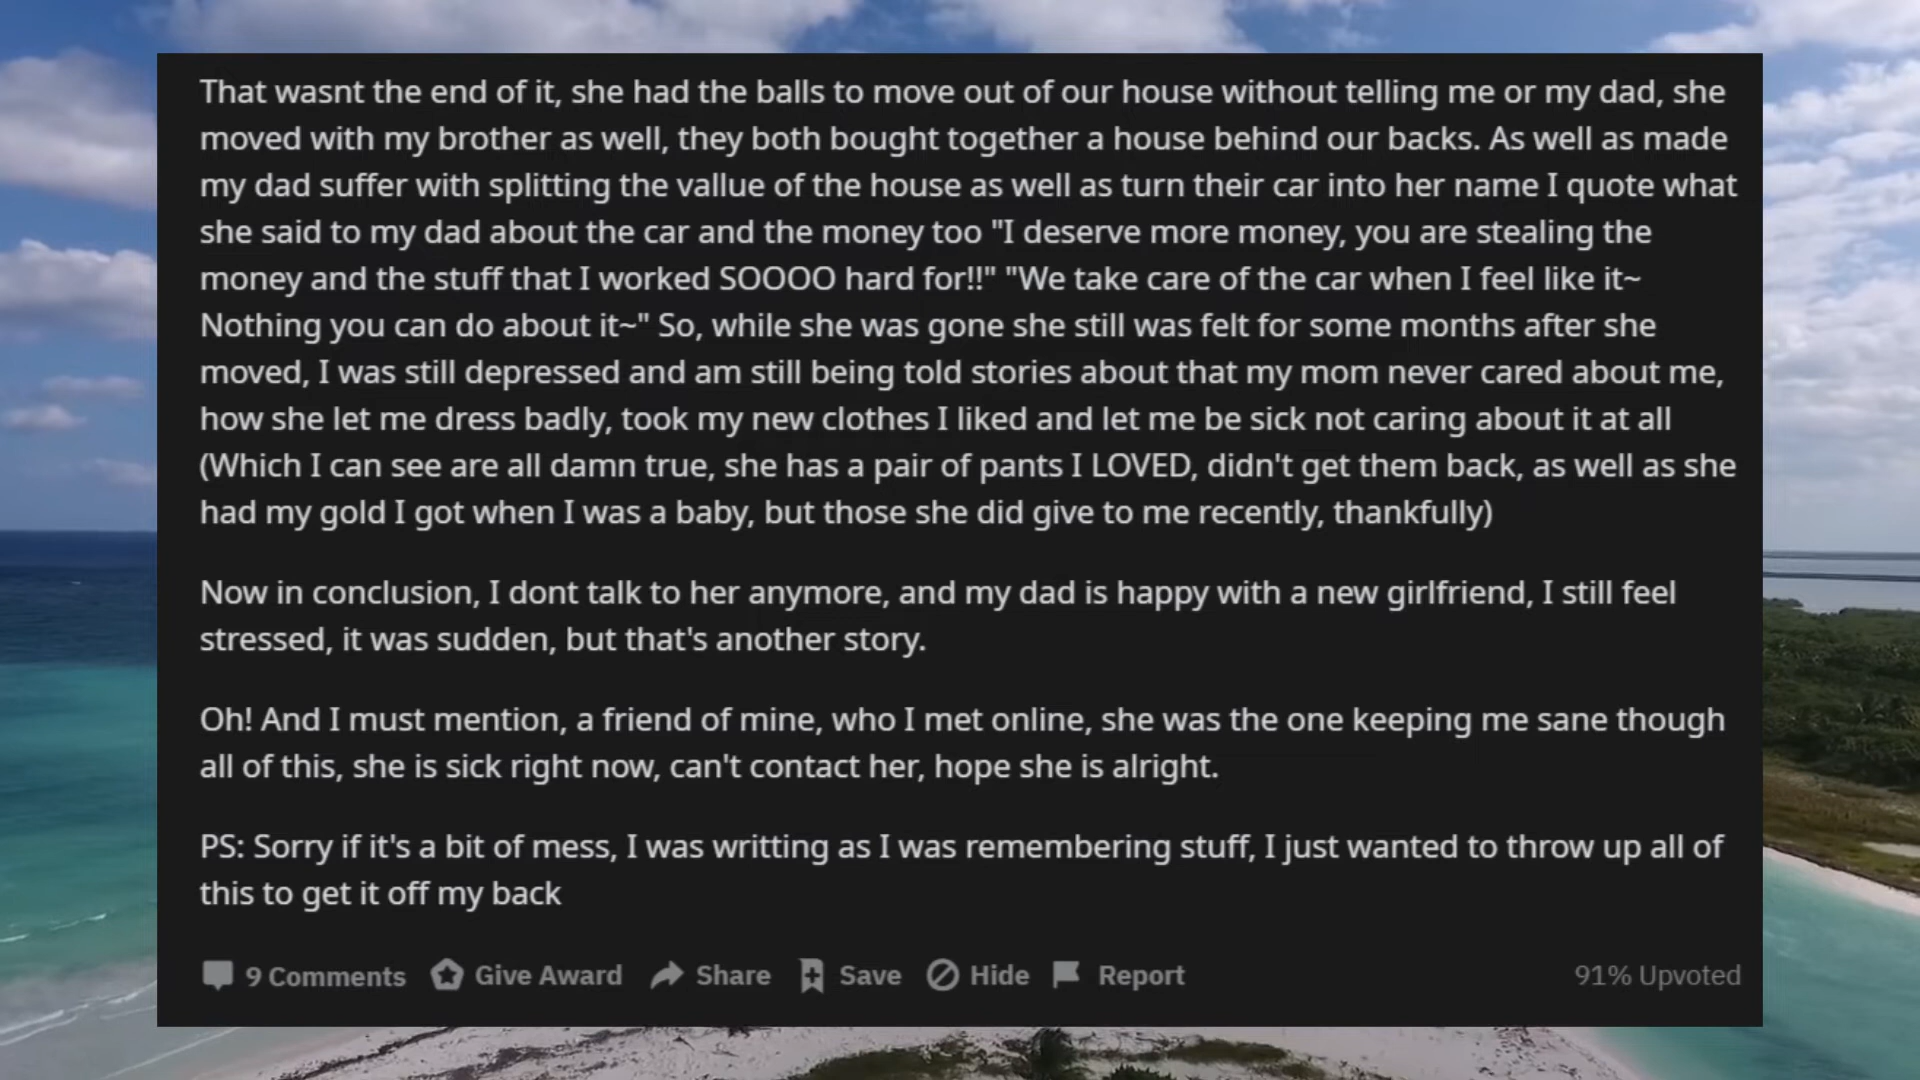 That wasnt the end of it, she had the balls to move out of our house without telling me or my dad, she
moved with my brother as well, they both bought together a house behind our backs. As well as made
my dad suffer with splitting the vallue of the house as well as turn their car into her name I quote what
she said to my dad about the car and the money too "I deserve more money, you are stealing the
money and the stuff that I worked SOOOO hard for!!" "We take care of the car when I feel like it~
Nothing you can do about it~" So, while she was gone she still was felt for some months after she
moved, I was still depressed and am still being told stories about that my mom never cared about me,
how she let me dress badly, took my new clothes I liked and let me be sick not caring about it at all
(Which I can see are all damn true, she has a pair of pants I LOVED, didn't get them back, as well as she
had my gold I got when I was a baby, but those she did give to me recently, thankfully)
Now in conclusion, I dont talk to her anymore, and my dad is happy with a new girlfriend, I still feel
stressed, it was sudden, but that's another story.
Oh! And I must mention, a friend of mine, who I met online, she was the one keeping me sane though
all of this, she is sick right now, can't contact her, hope she is alright.
PS: Sorry if it's a bit of mess, I was writting as I was remembering stuff, I just wanted to throw up all of
this to get it off my back
9 Comments Give Award Share Save Hide Report 91% Upvoted